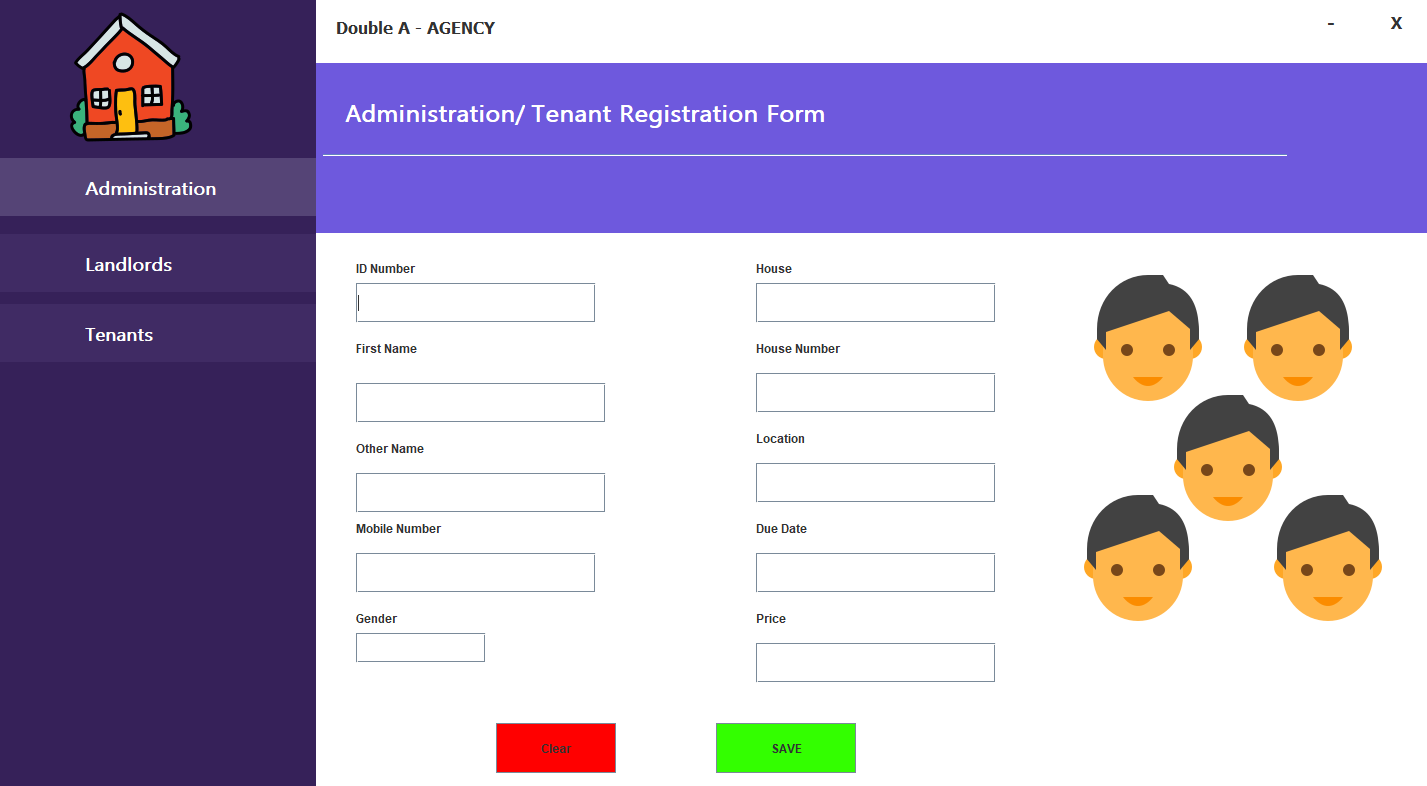 Double A - AGENCY
- X
Administration/ Tenant Registration Form
Administration
Landlords
Tenants
ID Number
First Name
Other Name
Mobile Number
Gender
House
House Number
Location
Due Date
Price
Clear
SAVE